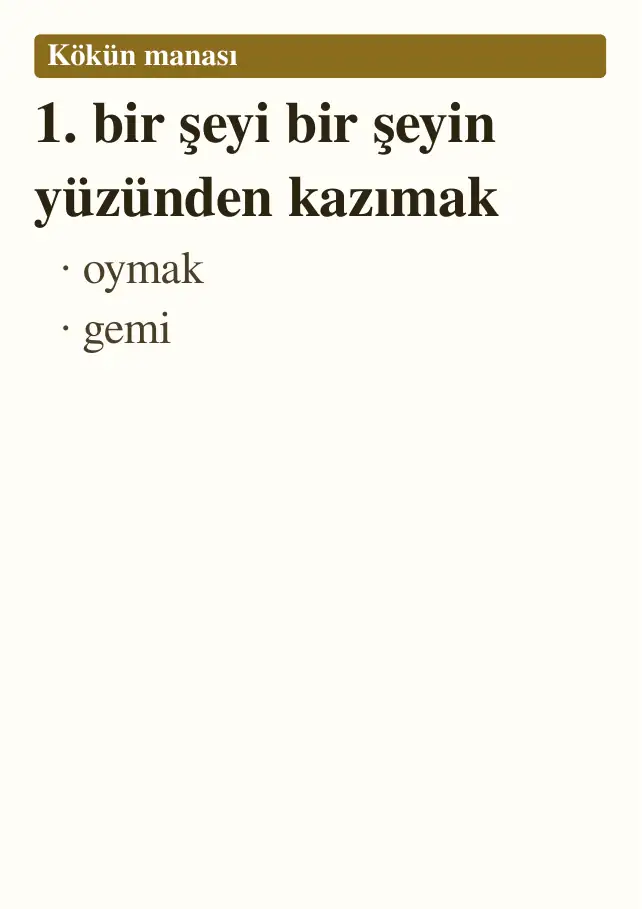 Kökün manası
1. bir şeyi bir şeyin
yüzünden kazımak
· oymak
· gemi